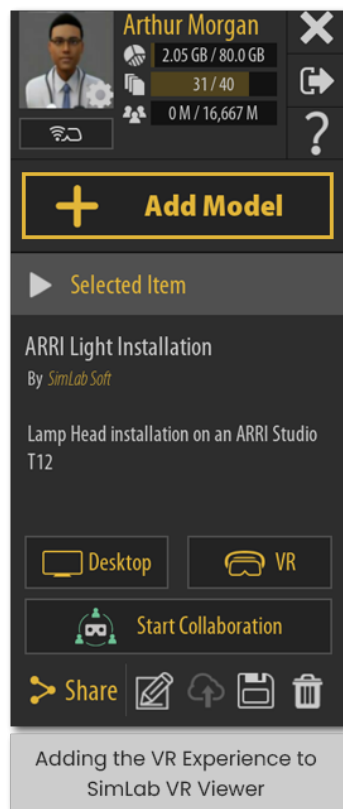 Arthur Morgan
2.05 GB / 80.0 GB
31 / 40
0 M / 16,667 M
?
+ Add Model
Selected Item
ARRI Light Installation
By SimLab Soft
Lamp Head installation on an ARRI Studio
T12
Desktop
VR
Start Collaboration
Share
Adding the VR Experience to
SimLab VR Viewer